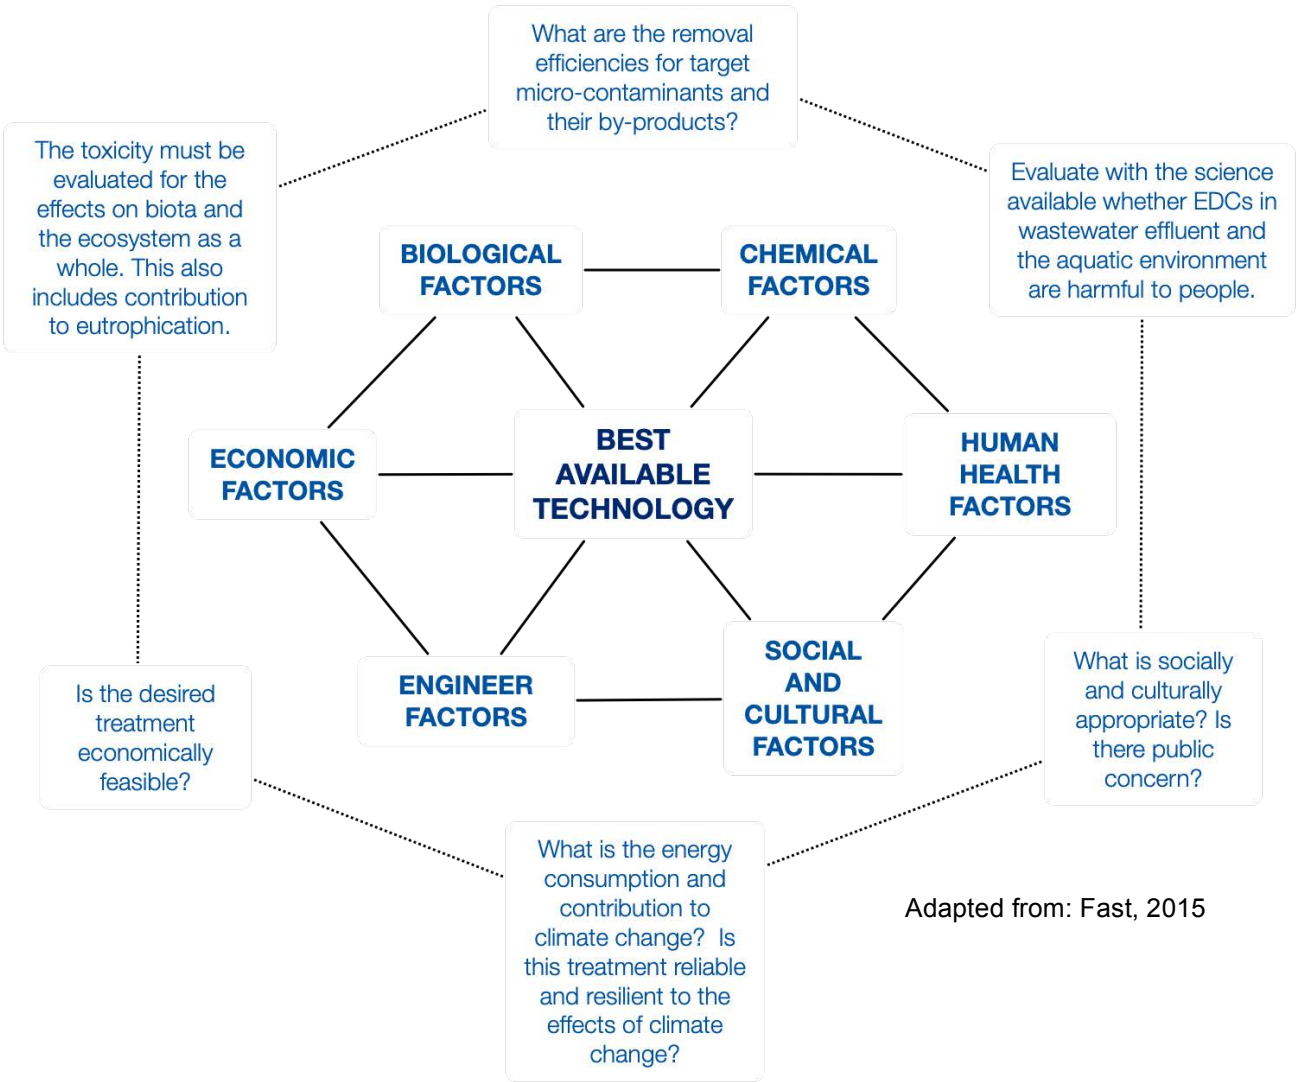 What are the removal
efficiencies for target
micro-contaminants and
their by-products?
The toxicity must be
evaluated for the
effects on biota and
the ecosystem as a
whole. This also
includes contribution
to eutrophication.
Evaluate with the science
available whether EDCs in
wastewater effluent and
the aquatic environment
are harmful to people.
BIOLOGICAL
FACTORS
CHEMICAL
FACTORS
ECONOMIC
FACTORS
BEST
AVAILABLE
TECHNOLOGY
HUMAN
HEALTH
FACTORS
ENGINEER
FACTORS
SOCIAL
AND
CULTURAL
FACTORS
Is the desired
treatment
economically
feasible?
What is socially
and culturally
appropriate? Is
there public
concern?
What is the energy
consumption and
contribution to
climate change?  Is
this treatment reliable
and resilient to the
effects of climate
change?
Adapted from: Fast, 2015